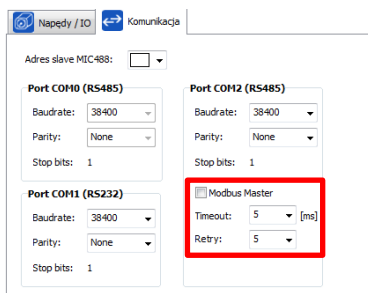 Napędy / IO
Komunikacja
Adres slave MIC488:
Port COM0 (RS485)
Baudrate: 38400
Parity: None
Stop bits: 1
Port COM1 (RS232)
Baudrate: 38400
Parity: None
Stop bits: 1
Port COM2 (RS485)
Baudrate: 38400
Parity: None
Stop bits: 1
Modbus Master
Timeout: 5 [ms]
Retry: 5